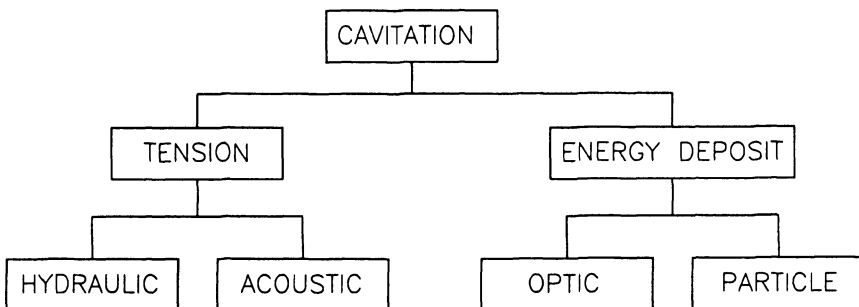 CAVITATION
TENSION
ENERGY DEPOSIT
HYDRAULIC
ACOUSTIC
OPTIC
PARTICLE